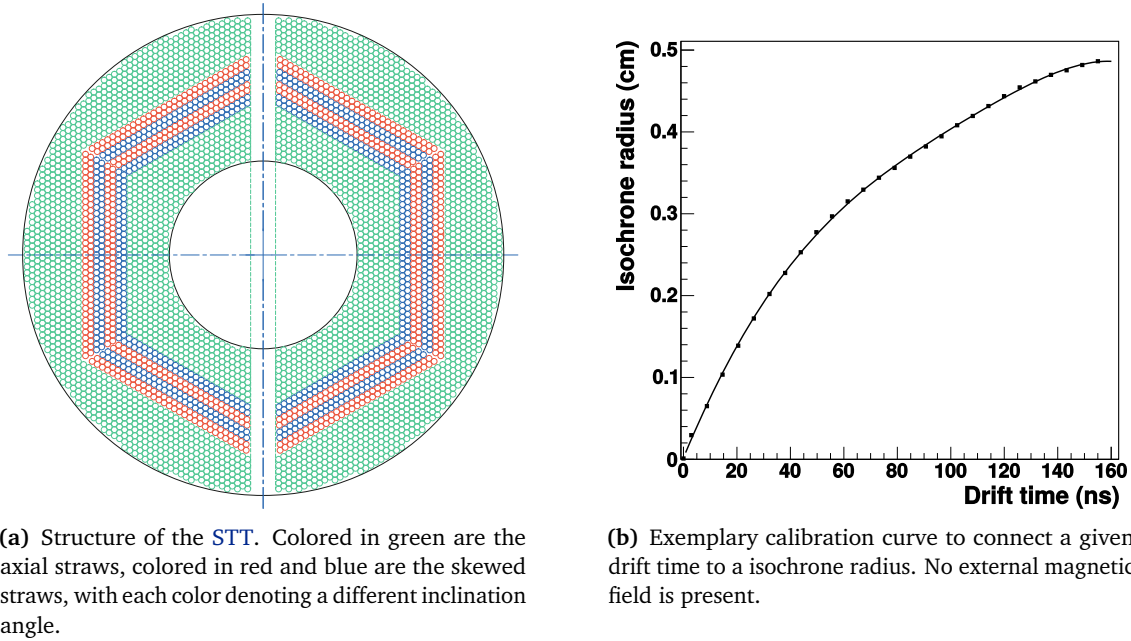 0.5
0.4
0.3
0.2
0.1
0
Isochrone radius (cm)
0 20 40 60 80 100 120 140 160
Drift time (ns)
(a) Structure of the STT. Colored in green are the
axial straws, colored in red and blue are the skewed
straws, with each color denoting a different inclination
angle.
(b) Exemplary calibration curve to connect a given
drift time to a isochrone radius. No external magnetic
field is present.